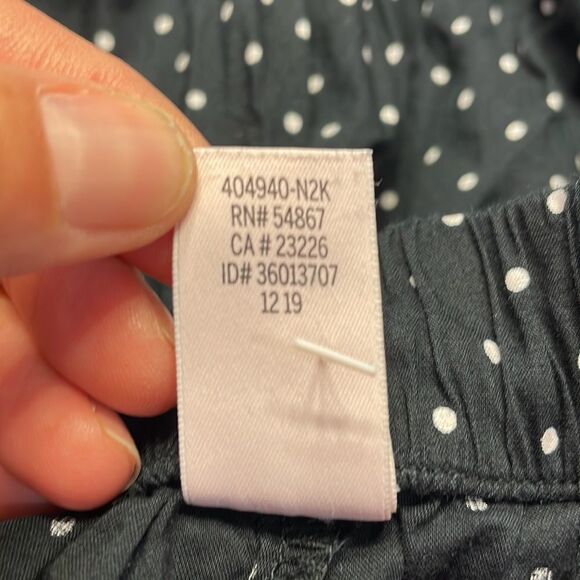 404940-N2K
RN# 54867
CA # 23226
ID# 36013707
12 19